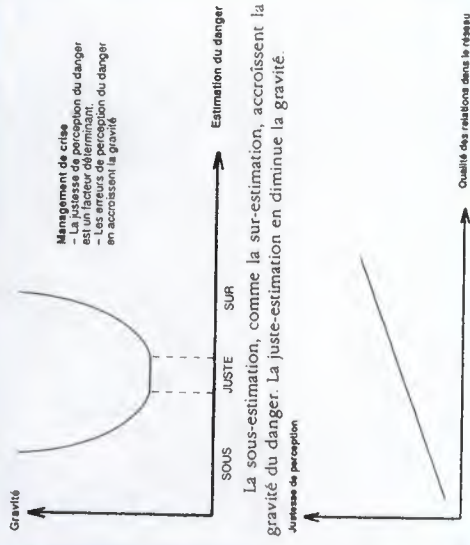 Gravité
Management de crise
– La justesse de perception du danger
est un facteur déterminant.
– Les erreurs de perception du danger
en accroissent la gravité
Estimation du danger
SOUS
JUSTE
SUR
La sous-estimation, comme la sur-estimation, accroîssent la
gravité du danger. La juste-estimation en diminue la gravité.
Justesse de perception
Qualité des relations dans le réseau